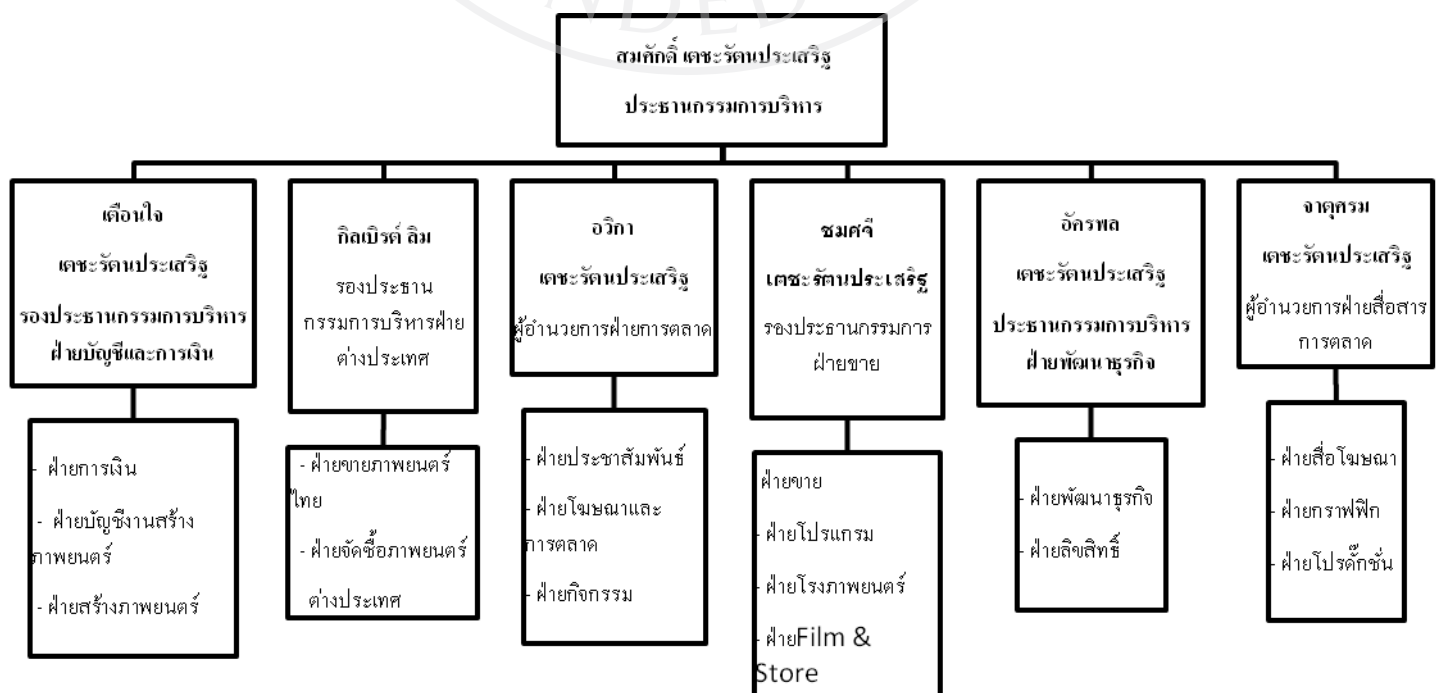 NDED
สมศักดิ์ เตชะรัตนประเสริฐ
ประธานกรรมการบริหาร
เตือนใจ
เตชะรัตนประเสริฐ
รองประธานกรรมการบริหาร
ฝ่ายบัญชีและการเงิน
กิลเบิรต์ ลิม
รองประธาน
กรรมการบริหารฝ่าย
ต่างประเทศ
อวิกา
เตชะรัตนประเสริฐ
ผู้อำนวยการฝ่ายการตลาด
ชมศจี
เตชะรัตนประเสริฐ
รองประธานกรรมการ
ฝ่ายขาย
อัครพล
เตชะรัตนประเสริฐ
ประธานกรรมการบริหาร
ฝ่ายพัฒนาธุรกิจ
จาตุศรม
เตชะรัตนประเสริฐ
ผู้อำนวยการฝ่ายสื่อสาร
การตลาด
- ฝ่ายการเงิน
- ฝ่ายบัญชีงานสร้าง
ภาพยนตร์
- ฝ่ายสร้างภาพยนตร์
- ฝ่ายขายภาพยนตร์
ไทย
- ฝ่ายจัดซื้อภาพยนตร์
ต่างประเทศ
- ฝ่ายประชาสัมพันธ์
- ฝ่ายโฆษณาและ
การตลาด
- ฝ่ายกิจกรรม
ฝ่ายขาย
- ฝ่ายโปรแกรม
- ฝ่ายโรงภาพยนตร์
- ฝ่ายFilm &
Store
- ฝ่ายพัฒนาธุรกิจ
- ฝ่ายลิขสิทธิ์
- ฝ่ายสื่อโฆษณา
- ฝ่ายกราฟฟิก
- ฝ่ายโปรดั๊กชั่น